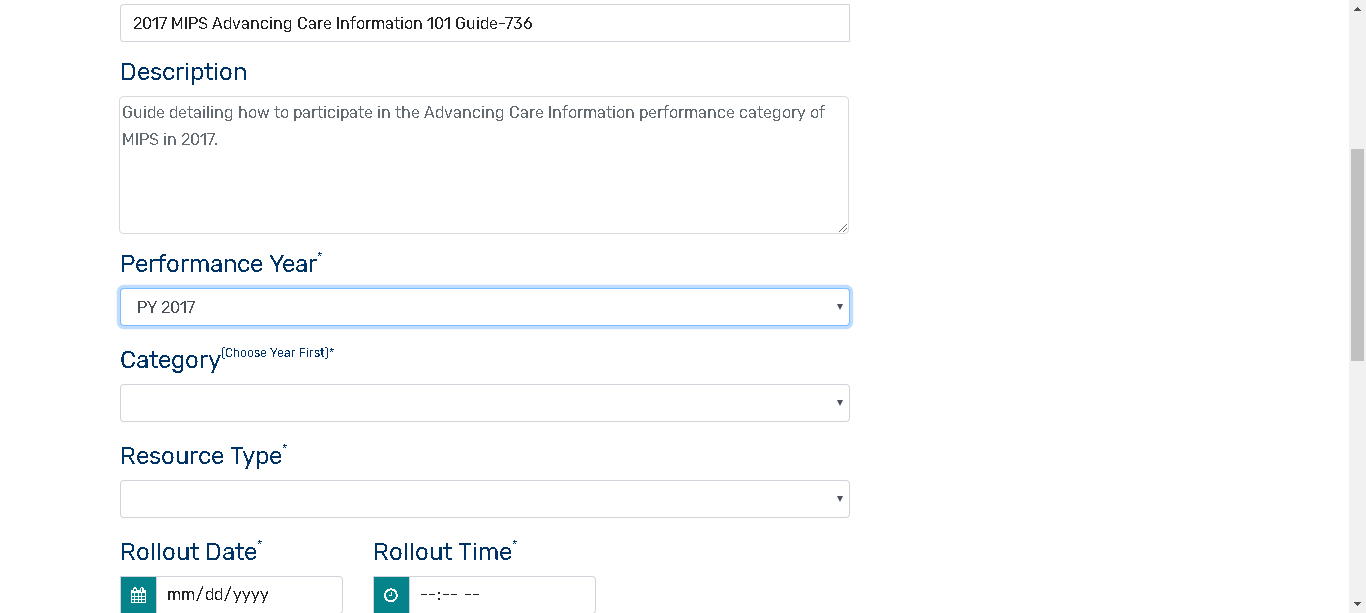 2017 MIPS Advancing Care Information 101 Guide-736
Description
Guide detailing how to participate in the Advancing Care Information performance category of
MIPS in 2017.
Performance Year*
PY 2017
Category(Choose Year First)*
Resource Type*
Rollout Date* Rollout Time*
mm/dd/yyyy --:-- --